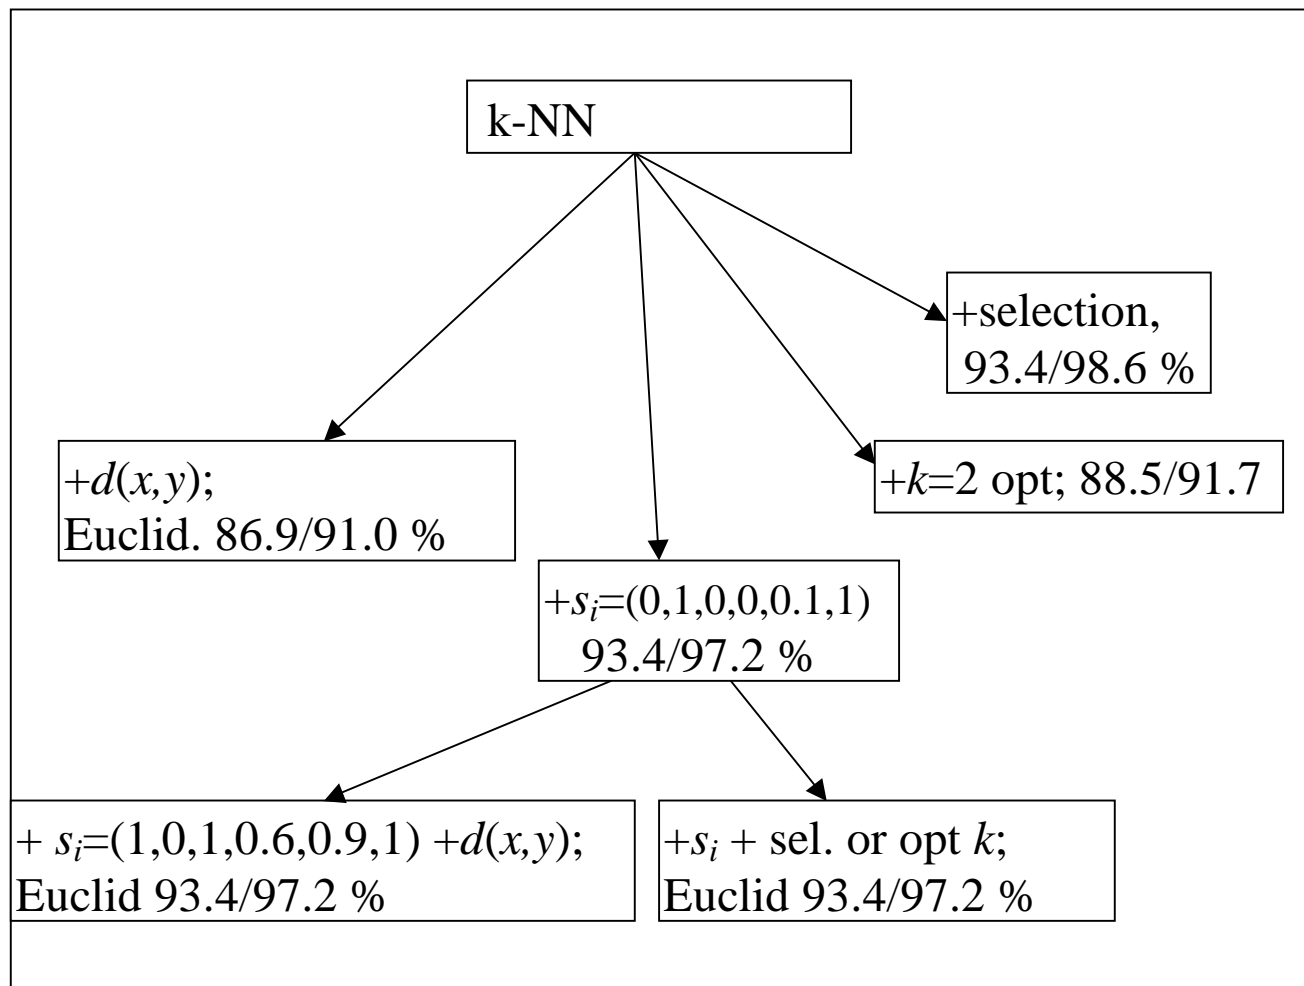 k-NN
+selection,
93.4/98.6 %
+d(x,y);
Euclid. 86.9/91.0 %
+k=2 opt; 88.5/91.7
+sᵢ=(0,1,0,0,0.1,1)
93.4/97.2 %
+ sᵢ=(1,0,1,0.6,0.9,1) +d(x,y);
Euclid 93.4/97.2 %
+sᵢ + sel. or opt k;
Euclid 93.4/97.2 %